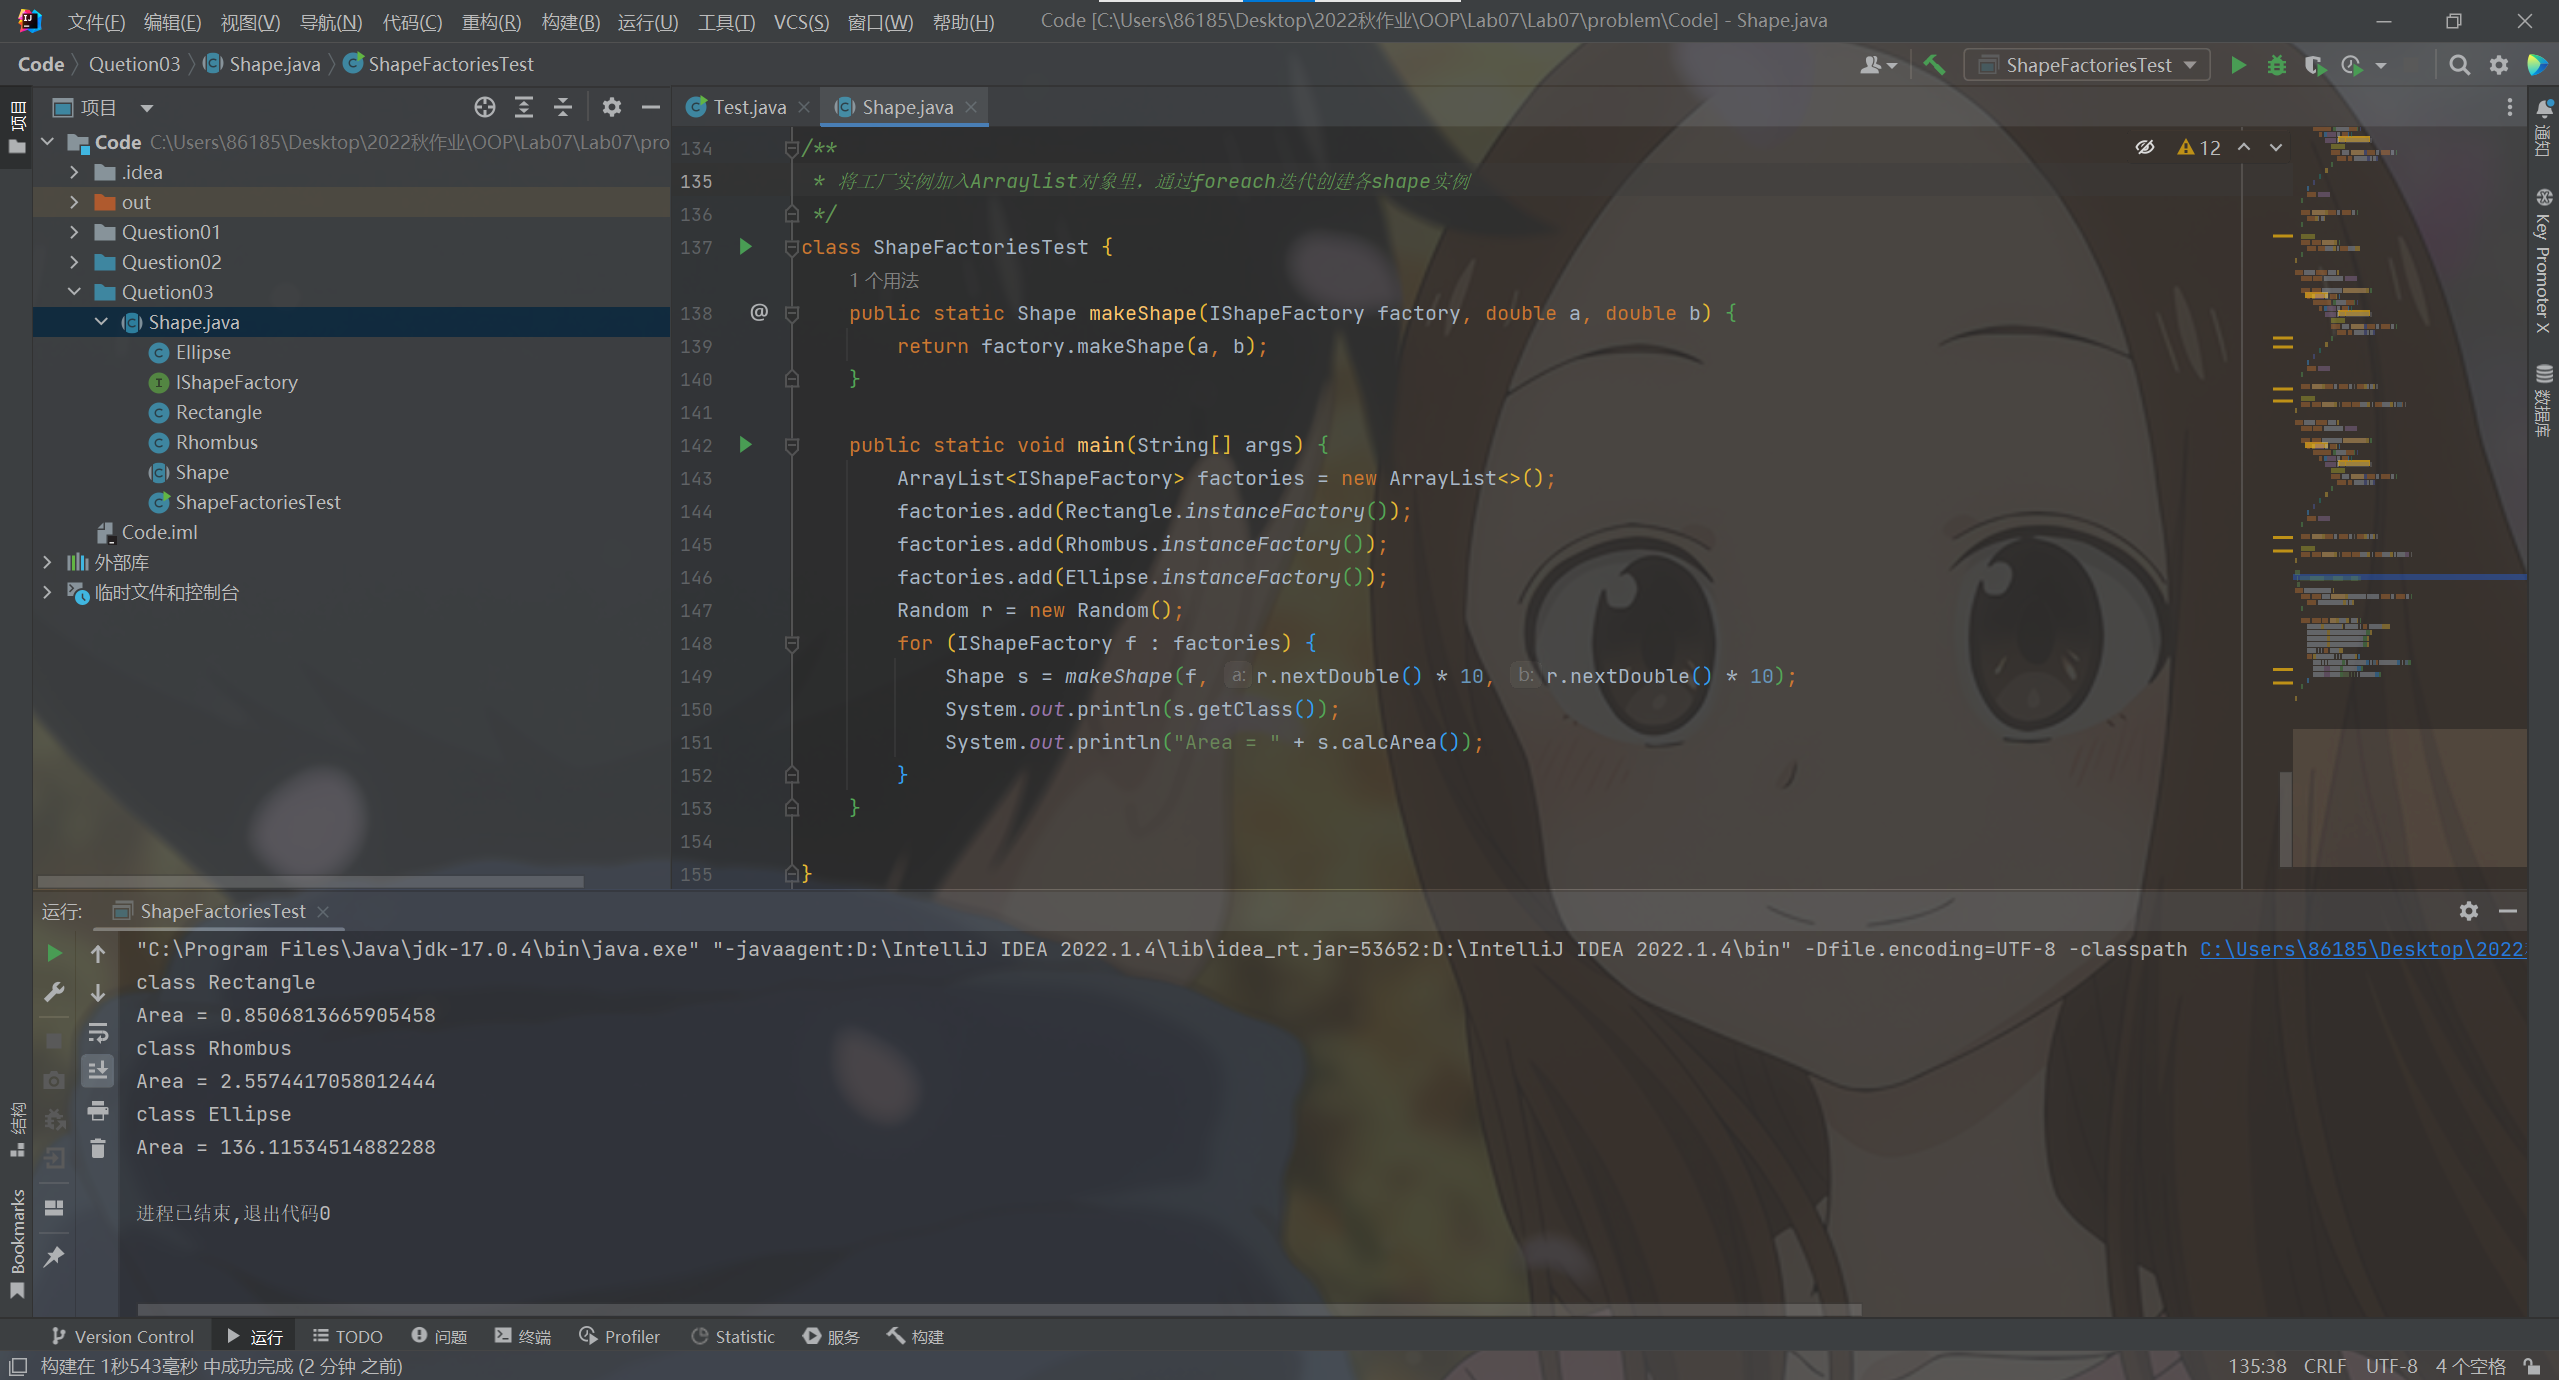 文件(F) 编辑(E) 视图(V) 导航(N) 代码(C) 重构(R) 构建(B) 运行(U) 工具(T) VCS(S) 窗口(W) 帮助(H) Code [C:\Users\86185\Desktop\2022秋作业\OOP\Lab07\Lab07\problem\Code] - Shape.java
Code Quetion03 Shape.java ShapeFactoriesTest
ShapeFactoriesTest
项目
项目
Code C:\Users\86185\Desktop\2022秋作业\OOP\Lab07\Lab07\pro
.idea
out
Question01
Question02
Quetion03
Shape.java
Ellipse
IShapeFactory
Rectangle
Rhombus
Shape
ShapeFactoriesTest
Code.iml
外部库
临时文件和控制台
Test.java Shape.java
12
134 /**
135 * 将工厂实例加入Arraylist对象里，通过foreach迭代创建各shape实例
136 */
137 class ShapeFactoriesTest {
1 个用法
138 @ public static Shape makeShape(IShapeFactory factory, double a, double b) {
139 return factory.makeShape(a, b);
140 }
141
142 public static void main(String[] args) {
143 ArrayList<IShapeFactory> factories = new ArrayList<>();
144 factories.add(Rectangle.instanceFactory());
145 factories.add(Rhombus.instanceFactory());
146 factories.add(Ellipse.instanceFactory());
147 Random r = new Random();
148 for (IShapeFactory f : factories) {
149 Shape s = makeShape(f, a: r.nextDouble() * 10, b: r.nextDouble() * 10);
150 System.out.println(s.getClass());
151 System.out.println("Area = " + s.calcArea());
152 }
153 }
154
155 }
通知
Key Promoter X
数据库
运行: ShapeFactoriesTest
"C:\Program Files\Java\jdk-17.0.4\bin\java.exe" "-javaagent:D:\IntelliJ IDEA 2022.1.4\lib\idea_rt.jar=53652:D:\IntelliJ IDEA 2022.1.4\bin" -Dfile.encoding=UTF-8 -classpath C:\Users\86185\Desktop\2022
class Rectangle
Area = 0.8506813665905458
class Rhombus
Area = 2.5574417058012444
class Ellipse
Area = 136.11534514882288
进程已结束,退出代码0
结构
Bookmarks
Version Control 运行 TODO 问题 终端 Profiler Statistic 服务 构建
构建在 1秒543毫秒 中成功完成 (2 分钟 之前) 135:38 CRLF UTF-8 4 个空格